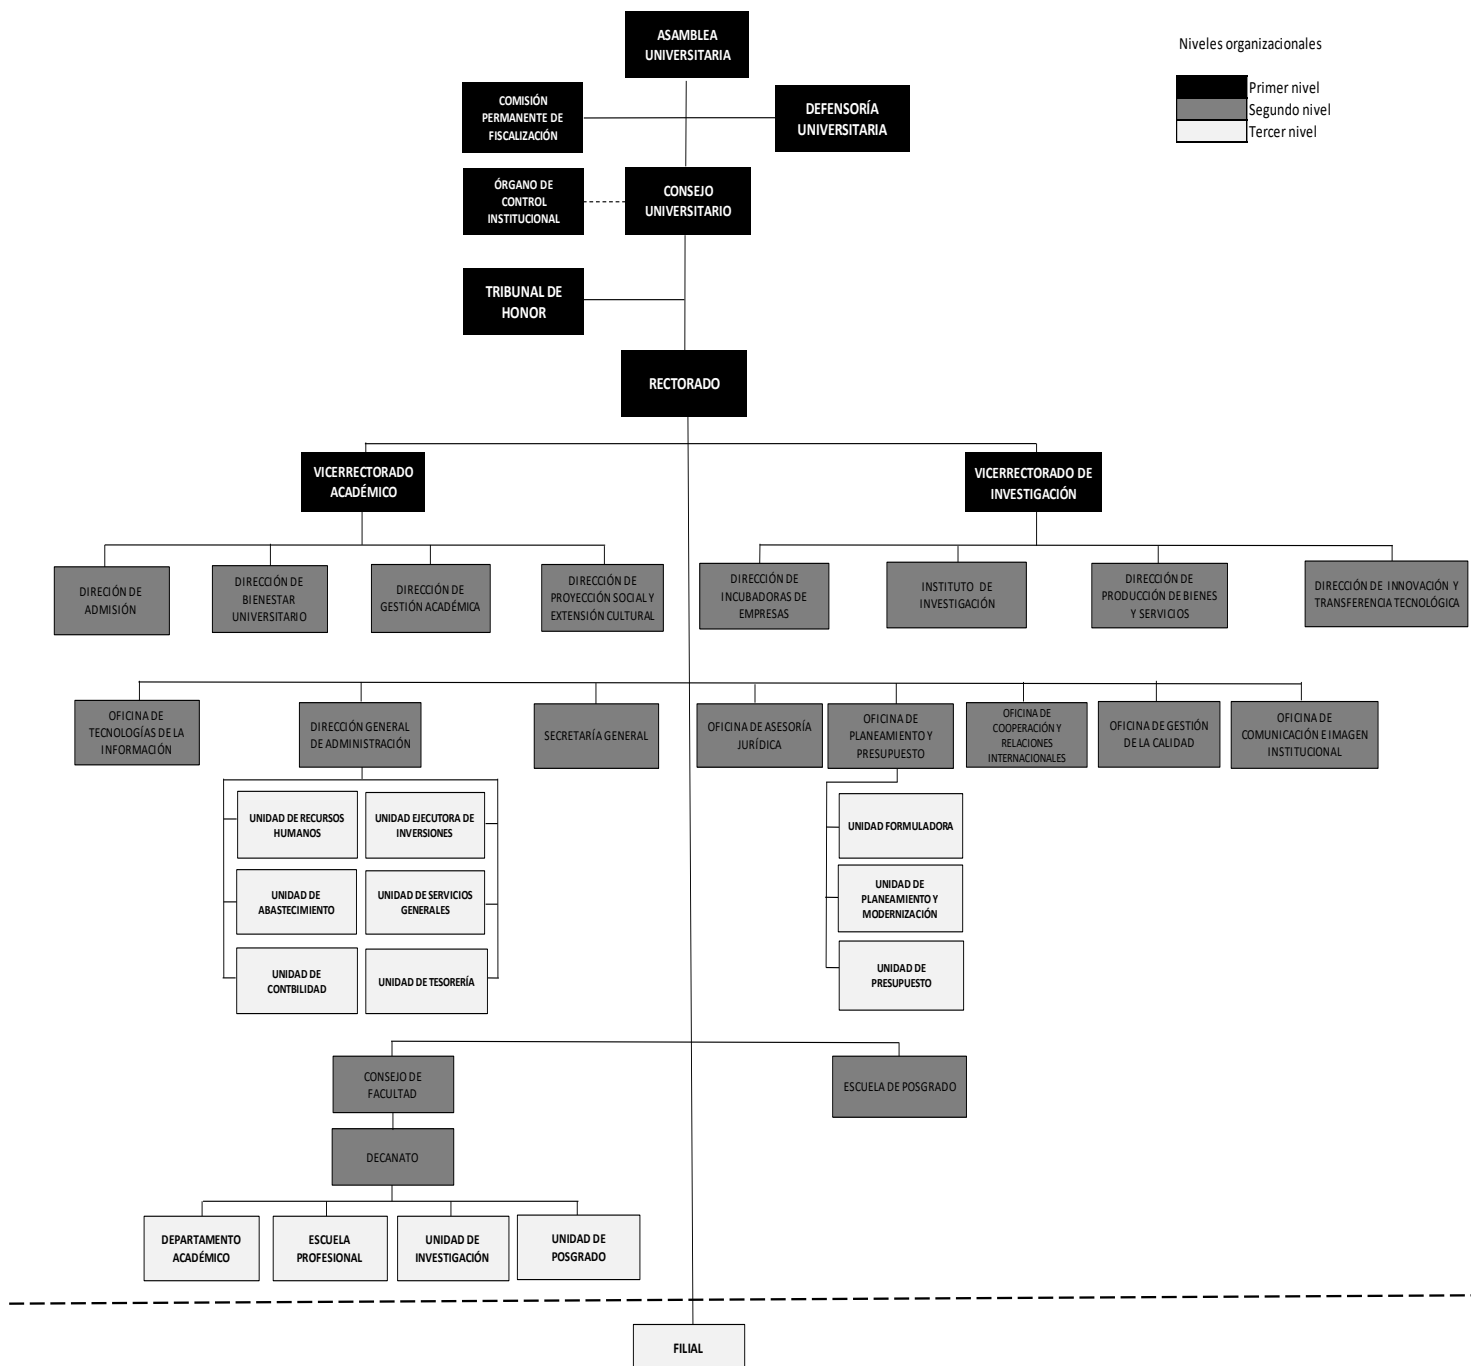 ASAMBLEA
UNIVERSITARIA
Niveles organizacionales
Primer nivel
Segundo nivel
Tercer nivel
COMISIÓN
PERMANENTE DE
FISCALIZACIÓN
DEFENSORÍA
UNIVERSITARIA
ÓRGANO DE
CONTROL
INSTITUCIONAL
CONSEJO
UNIVERSITARIO
TRIBUNAL DE
HONOR
RECTORADO
VICERRECTORADO
ACADÉMICO
VICERRECTORADO DE
INVESTIGACIÓN
DIRECIÓN DE
ADMISIÓN
DIRECCIÓN DE
BIENESTAR
UNIVERSITARIO
DIRECCIÓN DE
GESTIÓN ACADÉMICA
DIRECCIÓN DE
PROYECCIÓN SOCIAL Y
EXTENSIÓN CULTURAL
DIRECCIÓN DE
INCUBADORAS DE
EMPRESAS
INSTITUTO DE
INVESTIGACIÓN
DIRECCIÓN DE
PRODUCCIÓN DE BIENES
Y SERVICIOS
DIRECCIÓN DE INNOVACIÓN Y
TRANSFERENCIA TECNOLÓGICA
OFICINA DE
TECNOLOGÍAS DE LA
INFORMACIÓN
DIRECCIÓN GENERAL
DE ADMINISTRACIÓN
SECRETARÍA GENERAL
OFICINA DE ASESORÍA
JURÍDICA
OFICINA DE
PLANEAMIENTO Y
PRESUPUESTO
OFICINA DE
COOPERACIÓN Y
RELACIONES
INTERNACIONALES
OFICINA DE GESTIÓN
DE LA CALIDAD
OFICINA DE
COMUNICACIÓN E IMAGEN
INSTITUCIONAL
UNIDAD DE RECURSOS
HUMANOS
UNIDAD EJECUTORA DE
INVERSIONES
UNIDAD FORMULADORA
UNIDAD DE
ABASTECIMIENTO
UNIDAD DE SERVICIOS
GENERALES
UNIDAD DE
PLANEAMIENTO Y
MODERNIZACIÓN
UNIDAD DE
CONTBILIDAD
UNIDAD DE TESORERÍA
UNIDAD DE
PRESUPUESTO
CONSEJO DE
FACULTAD
ESCUELA DE POSGRADO
DECANATO
DEPARTAMENTO
ACADÉMICO
ESCUELA
PROFESIONAL
UNIDAD DE
INVESTIGACIÓN
UNIDAD DE
POSGRADO
FILIAL